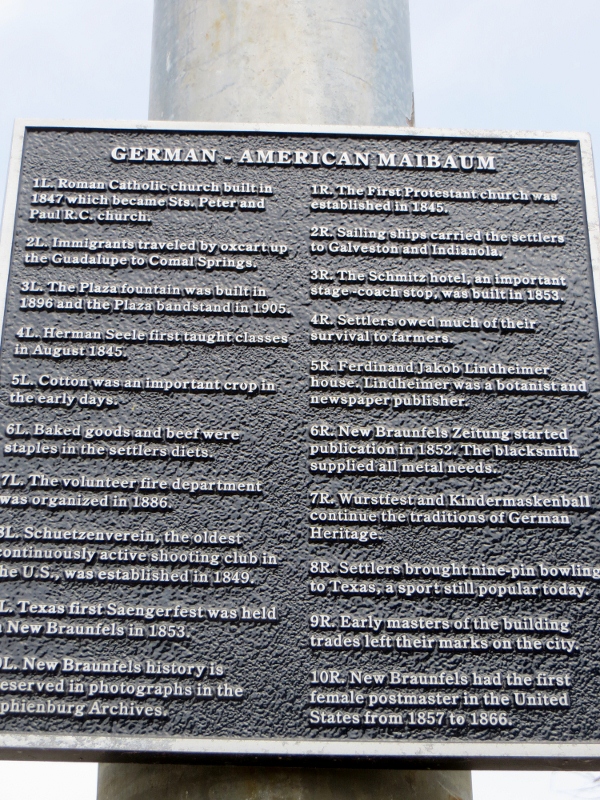 GERMAN - AMERICAN MAIBAUM
1L. Roman Catholic church built in
1847 which became Sts. Peter and
Paul R.C. church.
2L. Immigrants traveled by oxcart up
the Guadalupe to Comal Springs.
3L. The Plaza fountain was built in
1896 and the Plaza bandstand in 1905.
4L. Herman Seele first taught classes
in August 1845.
5L. Cotton was an important crop in
the early days.
6L. Baked goods and beef were
staples in the settlers diets.
7L. The volunteer fire department
was organized in 1886.
8L. Schuetzenverein, the oldest
continuously active shooting club in
the U.S., was established in 1849.
L. Texas first Saengerfest was held
n New Braunfels in 1853.
L. New Braunfels history is
eserved in photographs in the
phienburg Archives.
1R. The First Protestant church was
established in 1845.
2R. Sailing ships carried the settlers
to Galveston and Indianola.
3R. The Schmitz hotel, an important
stage -coach stop, was built in 1853.
4R. Settlers owed much of their
survival to farmers.
5R. Ferdinand Jakob Lindheimer
house. Lindheimer was a botanist and
newspaper publisher.
6R. New Braunfels Zeitung started
publication in 1852. The blacksmith
supplied all metal needs.
7R. Wurstfest and Kindermaskenball
continue the traditions of German
Heritage.
8R. Settlers brought nine-pin bowling
to Texas, a sport still popular today.
9R. Early masters of the building
trades left their marks on the city.
10R. New Braunfels had the first
female postmaster in the United
States from 1857 to 1866.